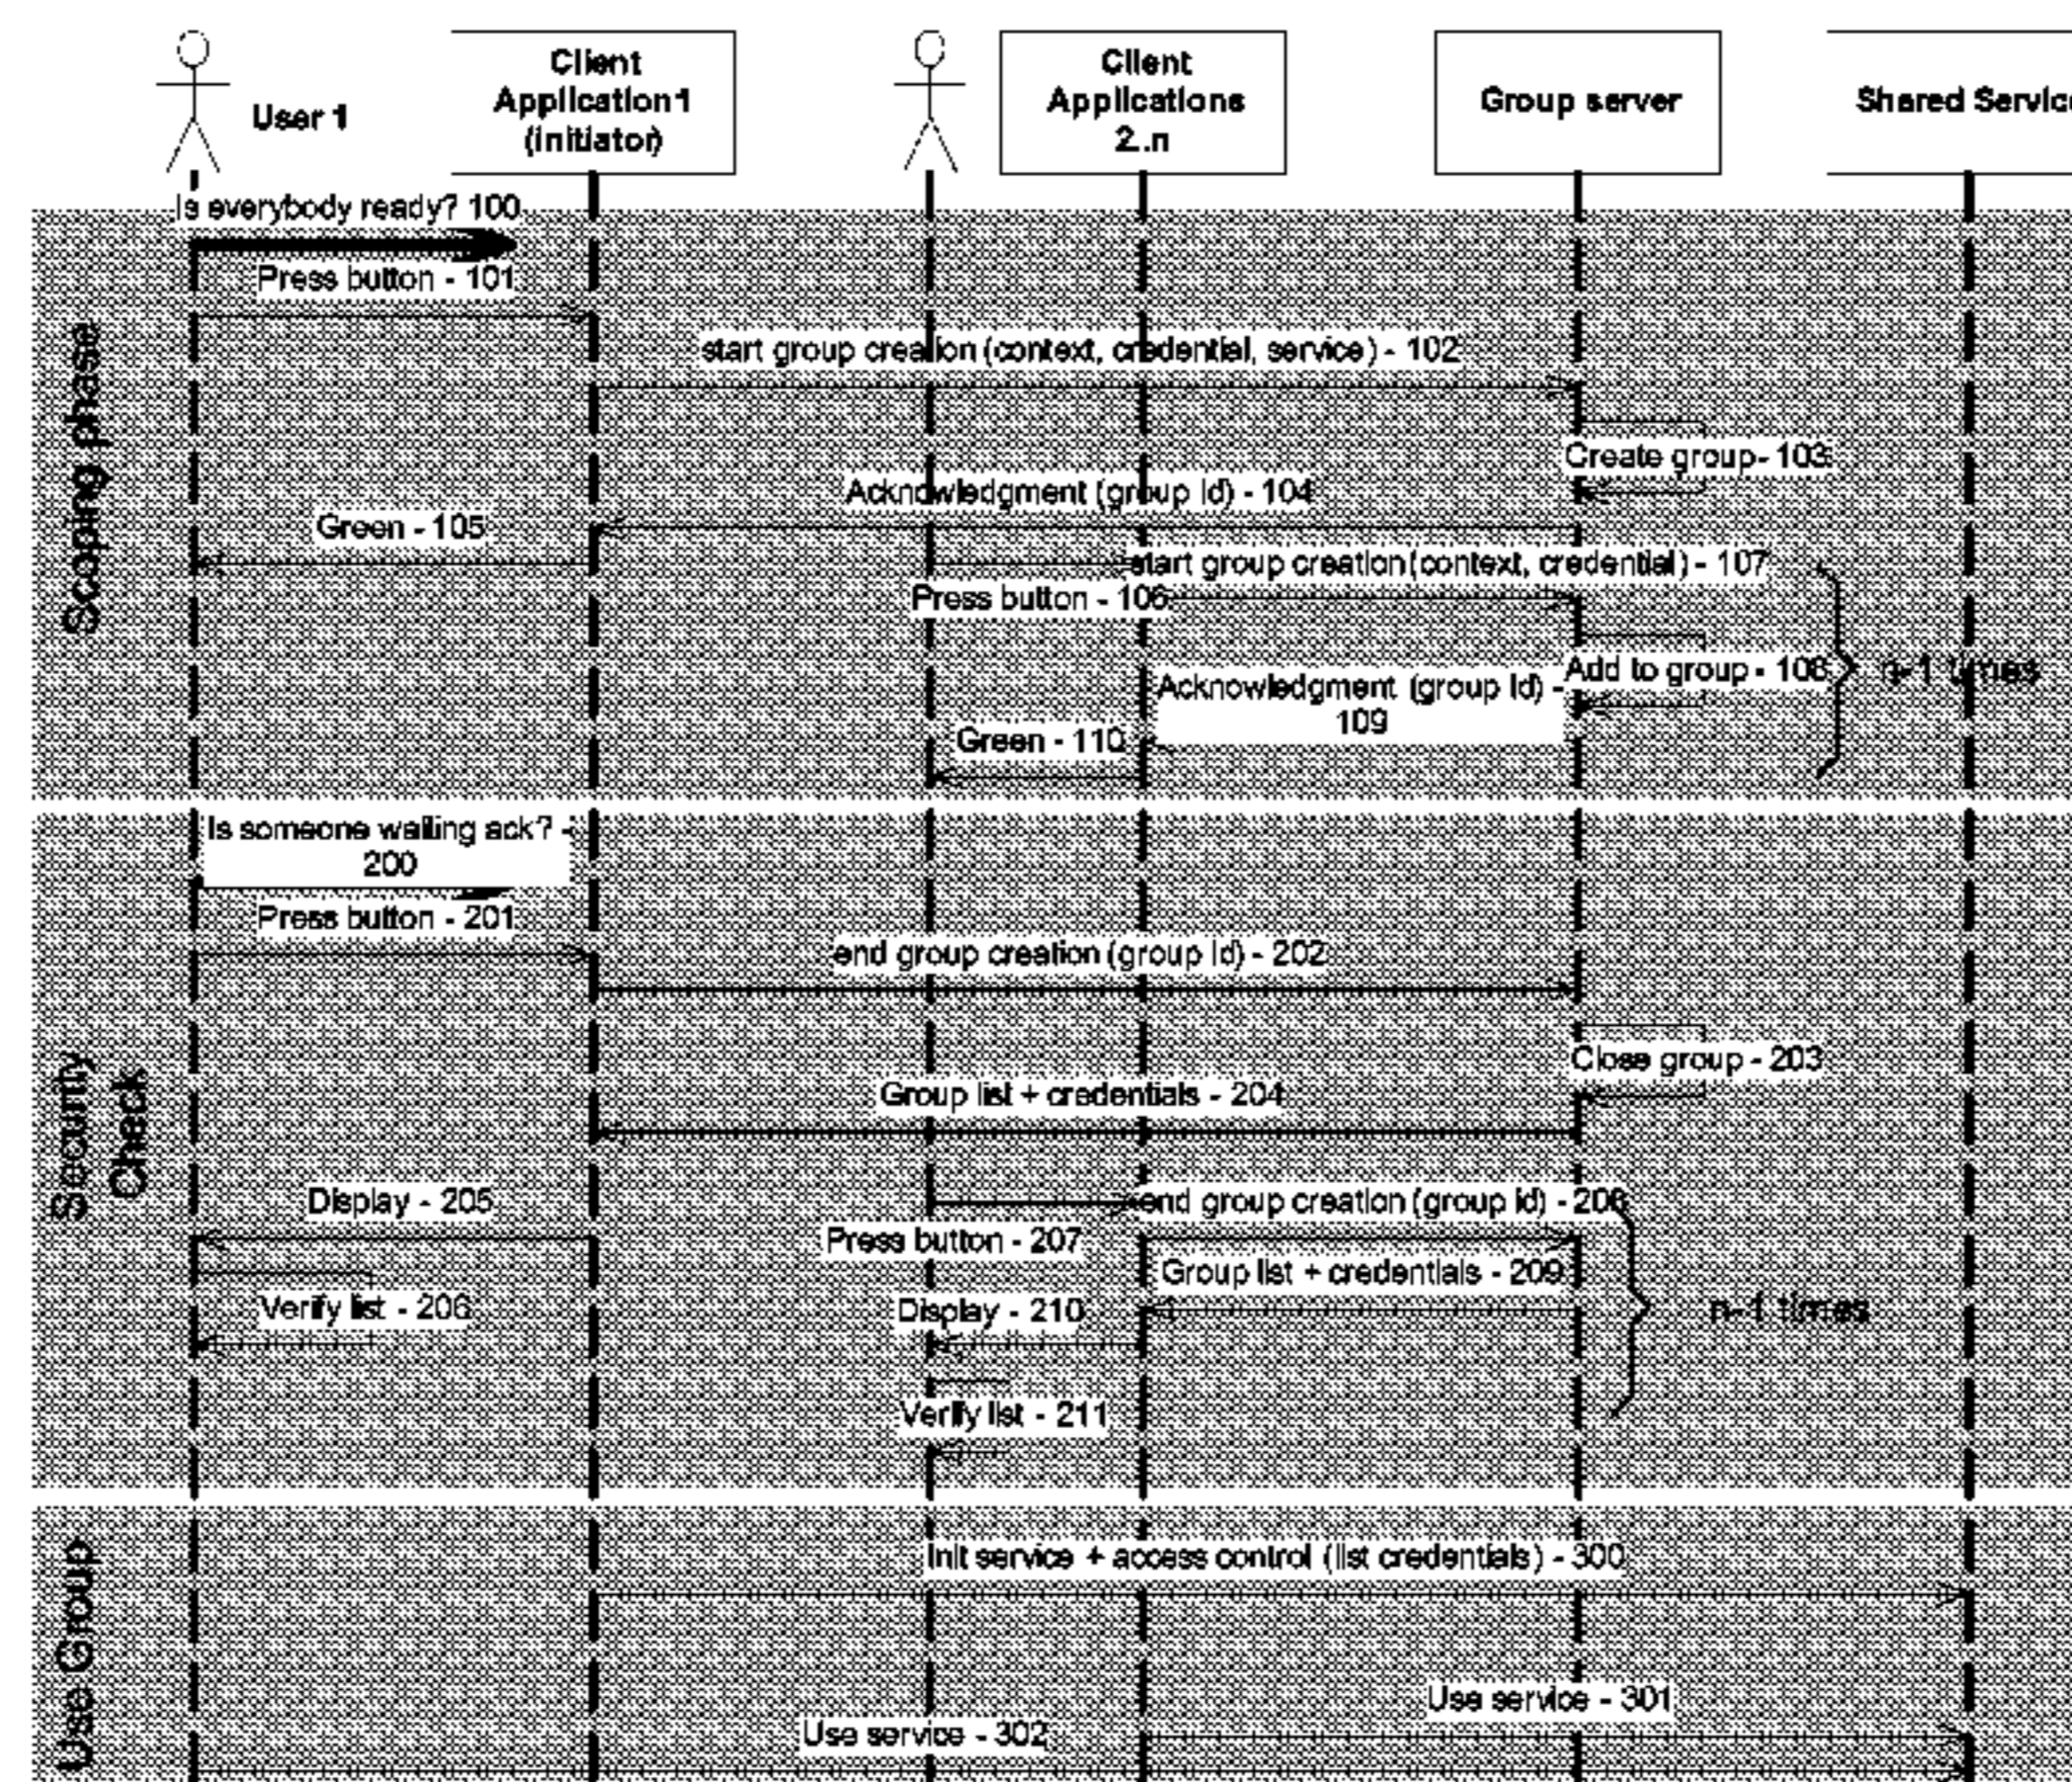 User 1
Client
Application1
(initiator)
Client
Applications
2..n
Group server
Shared
Is everybody ready? 100
Press button - 101
Scoping phase
start group creation (context, credential, service) - 102
Create group- 103
Acknowledgment (group Id) - 104
Green - 105
start group creation(context, credential) - 107
Press button - 106
Add to group - 108
n-1 times
Acknowledgment (group Id) -
109
Green - 110
Is someone waiting ack? -
200
Press button - 201
Security
Check
end group creation (group Id) - 202
Close group - 203
Group list + credentials - 204
Display - 205
end group creation (group id) -
Press button - 207
Group list + credentials - 209
Verify list - 206
Display - 210
n-1 times
Verify list - 211
Use Group
Init service + access control (list credentials) - 300
Use service - 301
Use service - 302